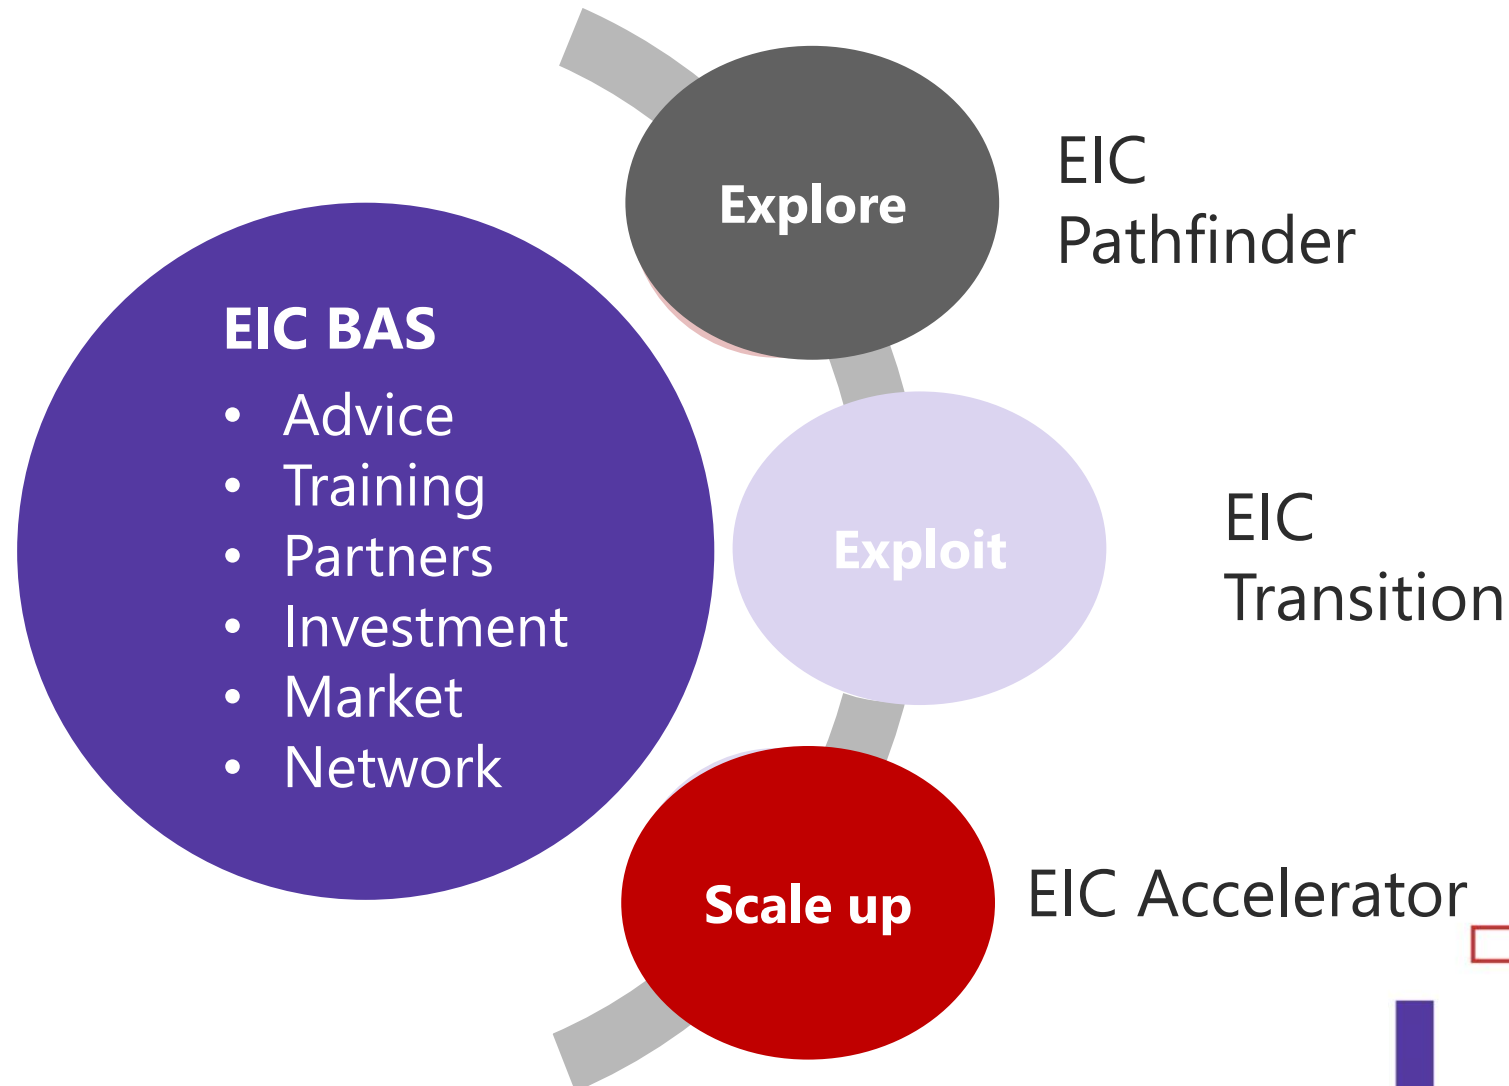 EIC BAS
• Advice
• Training
• Partners
• Investment
• Market
• Network
Explore
EIC
Pathfinder
Exploit
EIC
Transition
Scale up
EIC Accelerator